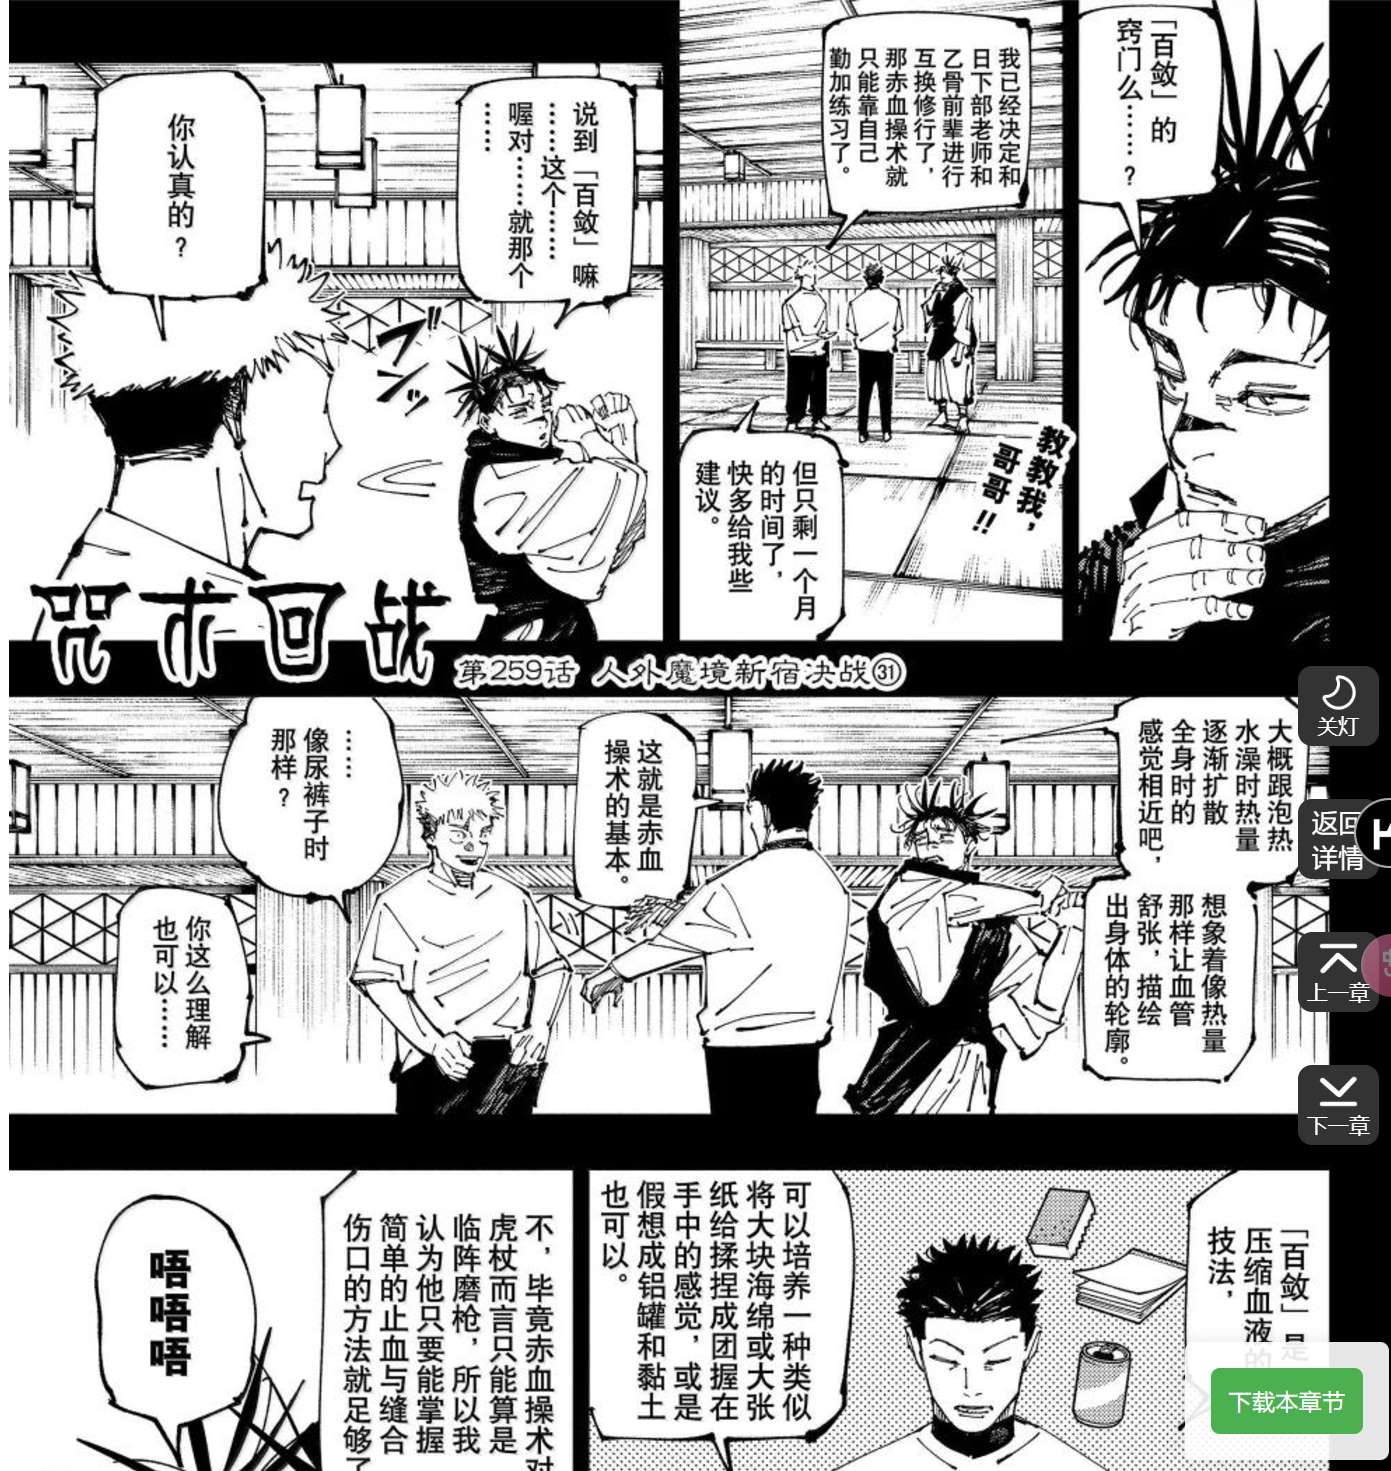 「百敛」的
窍门么……?
我已经决定和
日下部老师和
乙骨前辈进行
互换修行了,
那赤血操术就
只能靠自己
勤加练习了。
教教我,
哥哥!!
但只剩一个月
的时间了,
快多给我些
建议。
说到「百敛」嘛
……这个……
喔对……就那个
……
你认真的?
咒术回战
第259话 人外魔境新宿决战㉛
大概跟泡热
水澡时热量
逐渐扩散
全身时的
感觉相近吧,
想象着像热量
那样让血管
舒张,描绘
出身体的轮廓。
这就是赤血
操术的基本。
……
像尿裤子时
那样?
你这么理解
也可以……
「百敛」是
压缩血液的
技法,
可以培养一种类似
将大块海绵或大张
纸给揉捏成团握在
手中的感觉,或是
假想成铝罐和黏土
也可以。
不,毕竟赤血操术对
虎杖而言只能算是
临阵磨枪,所以我
认为他只要能掌握
简单的止血与缝合
伤口的方法就足够了
唔唔唔
关灯
返回
详情
上一章
下一章
下载本章节